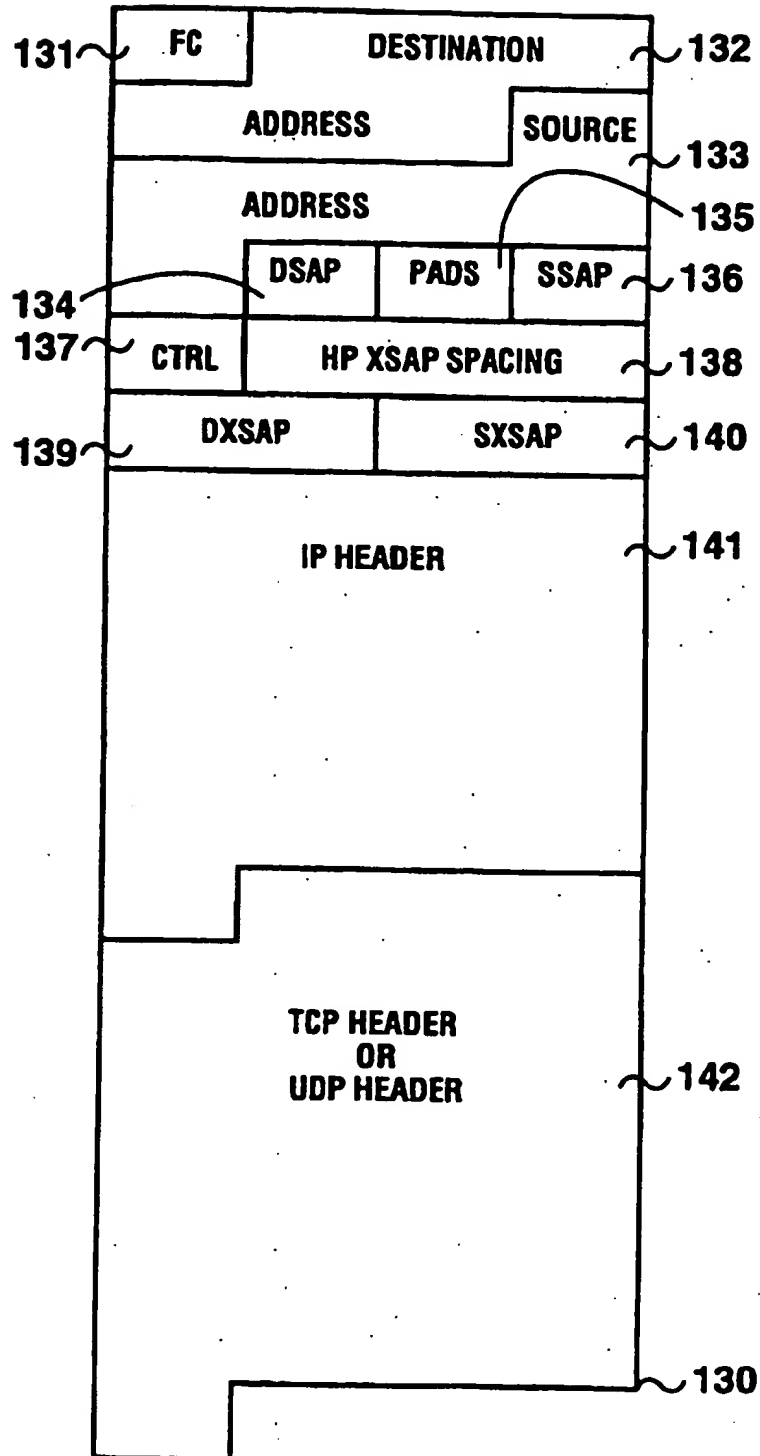 131 FC DESTINATION 132
ADDRESS SOURCE
133
ADDRESS 135
134 DSAP PADS SSAP 136
137 CTRL HP XSAP SPACING 138
139 DXSAP SXSAP 140
IP HEADER 141
TCP HEADER
OR
UDP HEADER 142
130